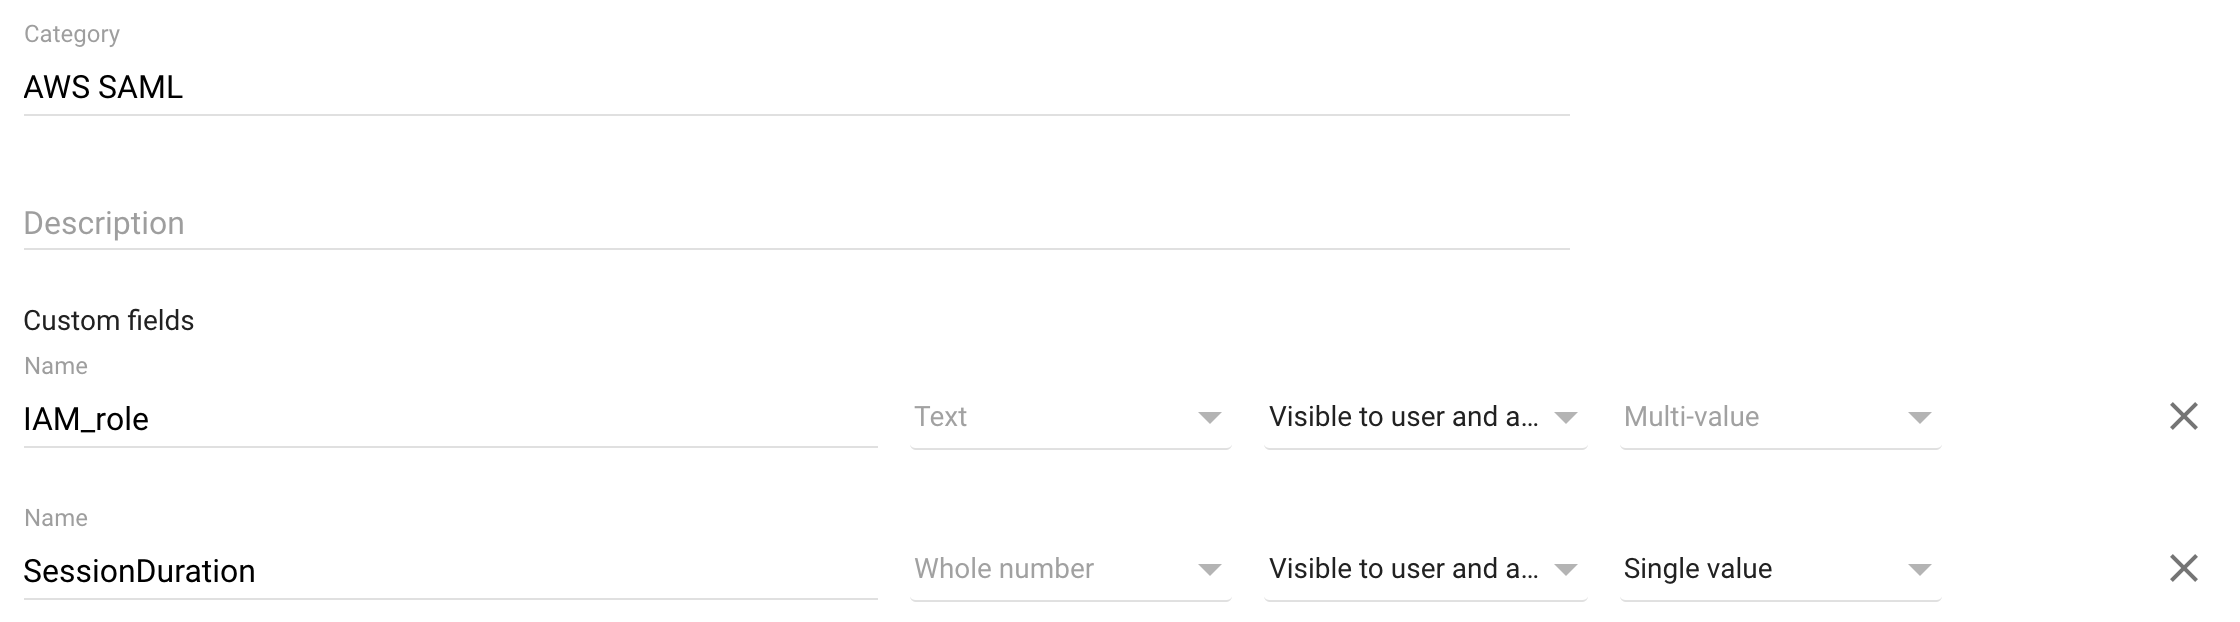 Category
AWS SAML
Description
Custom fields
Name
IAM_role
Text
Visible to user and a...
Multi-value
Name
SessionDuration
Whole number
Visible to user and a...
Single value